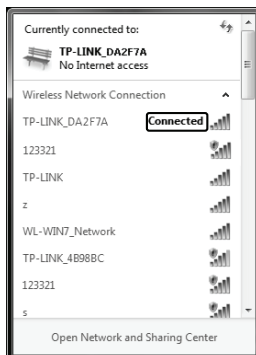 Currently connected to:
TP-LINK_DA2F7A
No Internet access
Wireless Network Connection
TP-LINK_DA2F7A Connected
123321
TP-LINK
z
WL-WIN7_Network
TP-LINK_4B98BC
123321
s
Open Network and Sharing Center